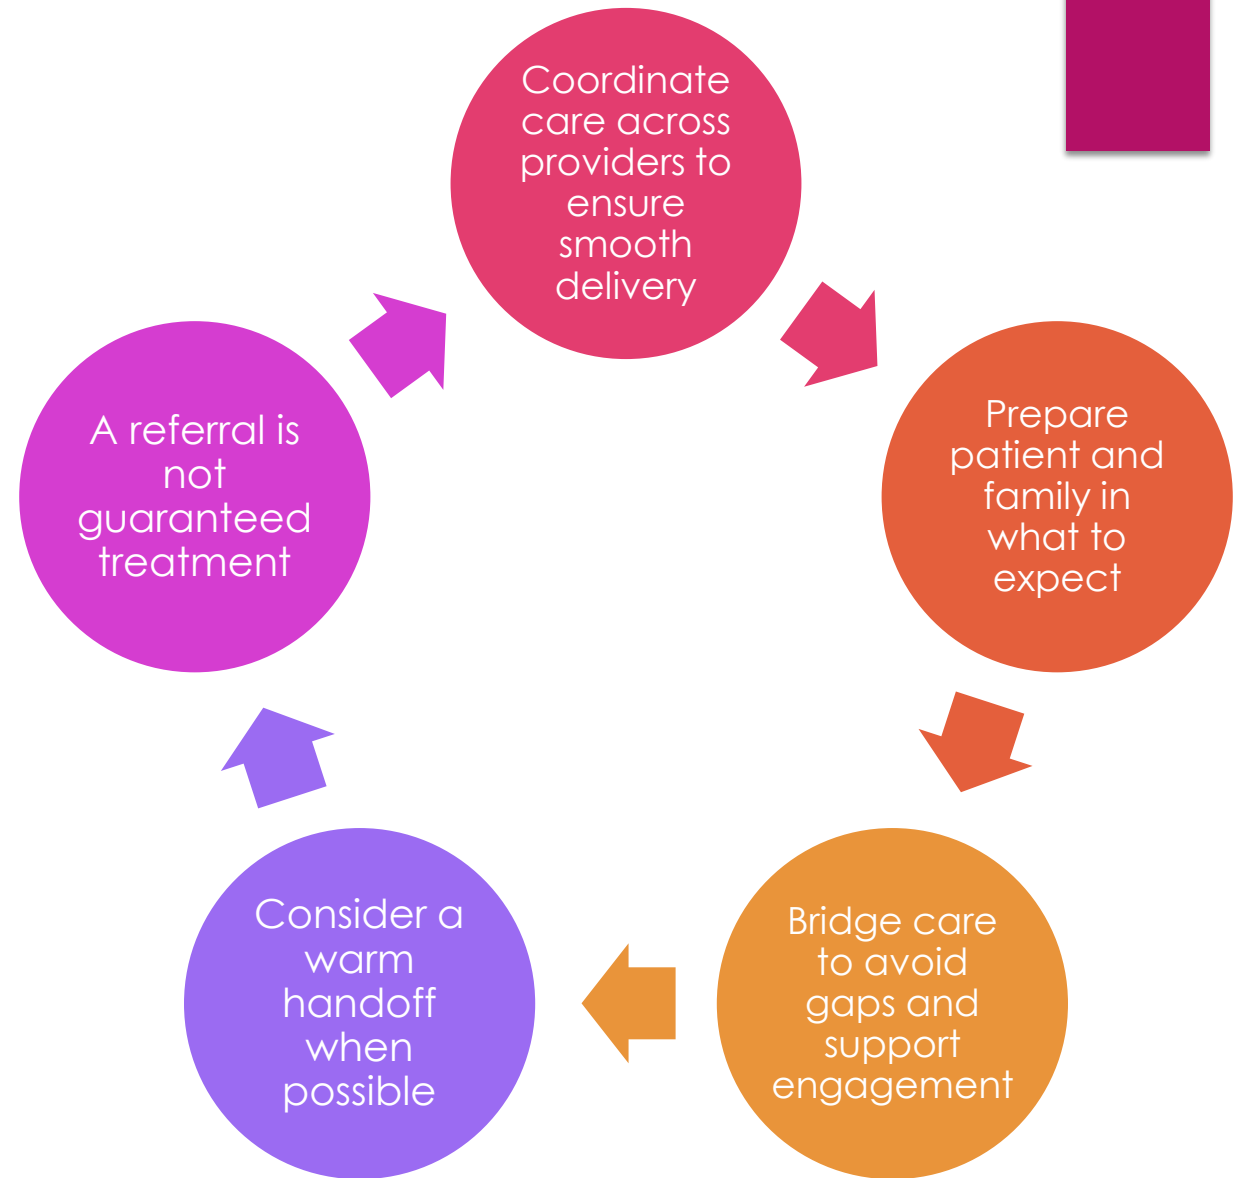 Coordinate
care across
providers to
ensure
smooth
delivery
Prepare
patient and
family in
what to
expect
Bridge care
to avoid
gaps and
support
engagement
Consider a
warm
handoff
when
possible
A referral is
not
guaranteed
treatment